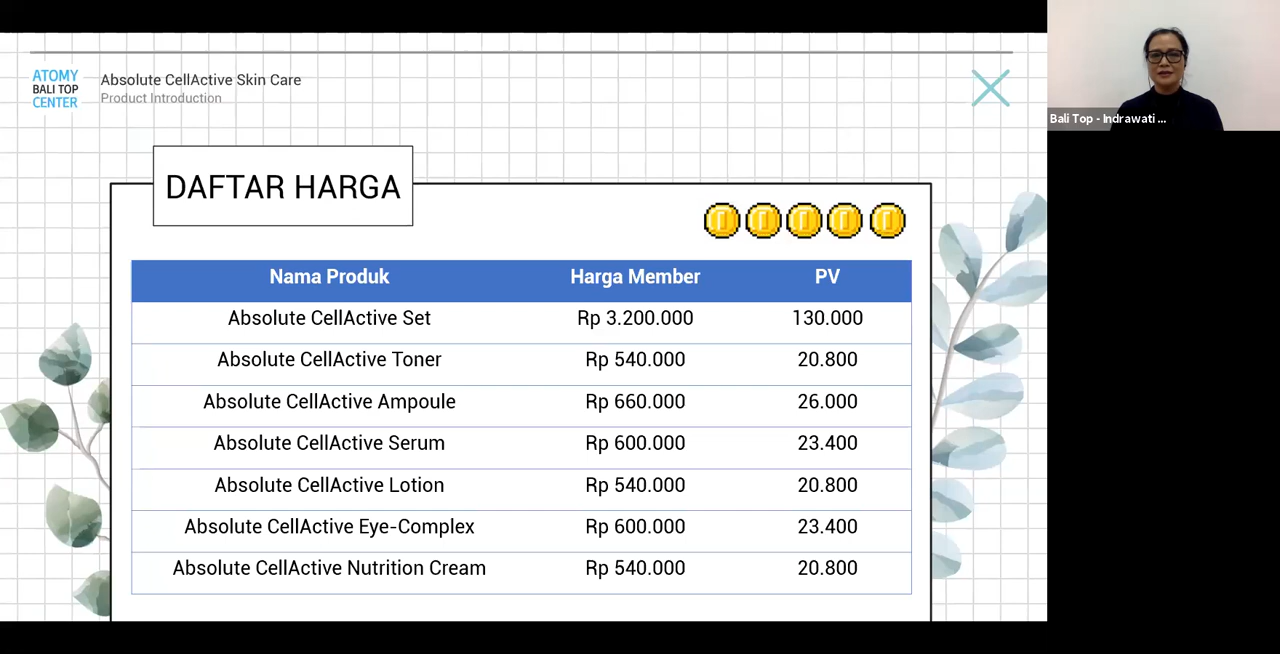 ATOMY
BALI TOP
CENTER
Absolute CellActive Skin Care
Product Introduction
Bali Top - Indrawati ...
DAFTAR HARGA
Nama Produk Harga Member PV
Absolute CellActive Set Rp 3.200.000 130.000
Absolute CellActive Toner Rp 540.000 20.800
Absolute CellActive Ampoule Rp 660.000 26.000
Absolute CellActive Serum Rp 600.000 23.400
Absolute CellActive Lotion Rp 540.000 20.800
Absolute CellActive Eye-Complex Rp 600.000 23.400
Absolute CellActive Nutrition Cream Rp 540.000 20.800